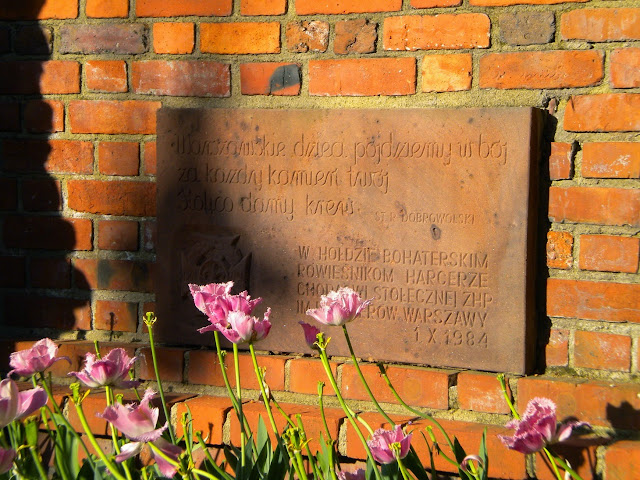 Warszawskie dzieci pójdziemy w bój
za każdy kamień twój
Stolico damy krew.
ST. R. DOBROWOLSKI
W HOŁDZIE BOHATERSKIM
RÓWIEŚNIKOM HARCERZE
CHORĄGWI STOŁECZNEJ ZHP
WARSZAWY
1 X 1984